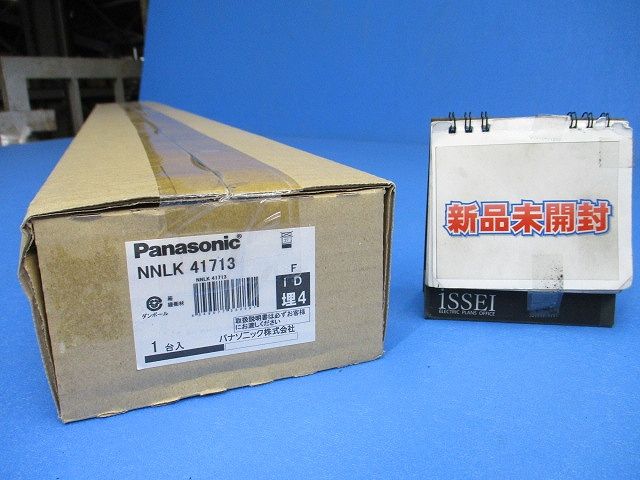 Panasonic
NNLK 41713
NNLK 41713
F
iD
埋4
ダンボール
取扱説明書は必ずお客様
にお渡しください
1台入
パナソニック株式会社
新品未開封
iSSEI
ELECTRIC PLANS OFFICE